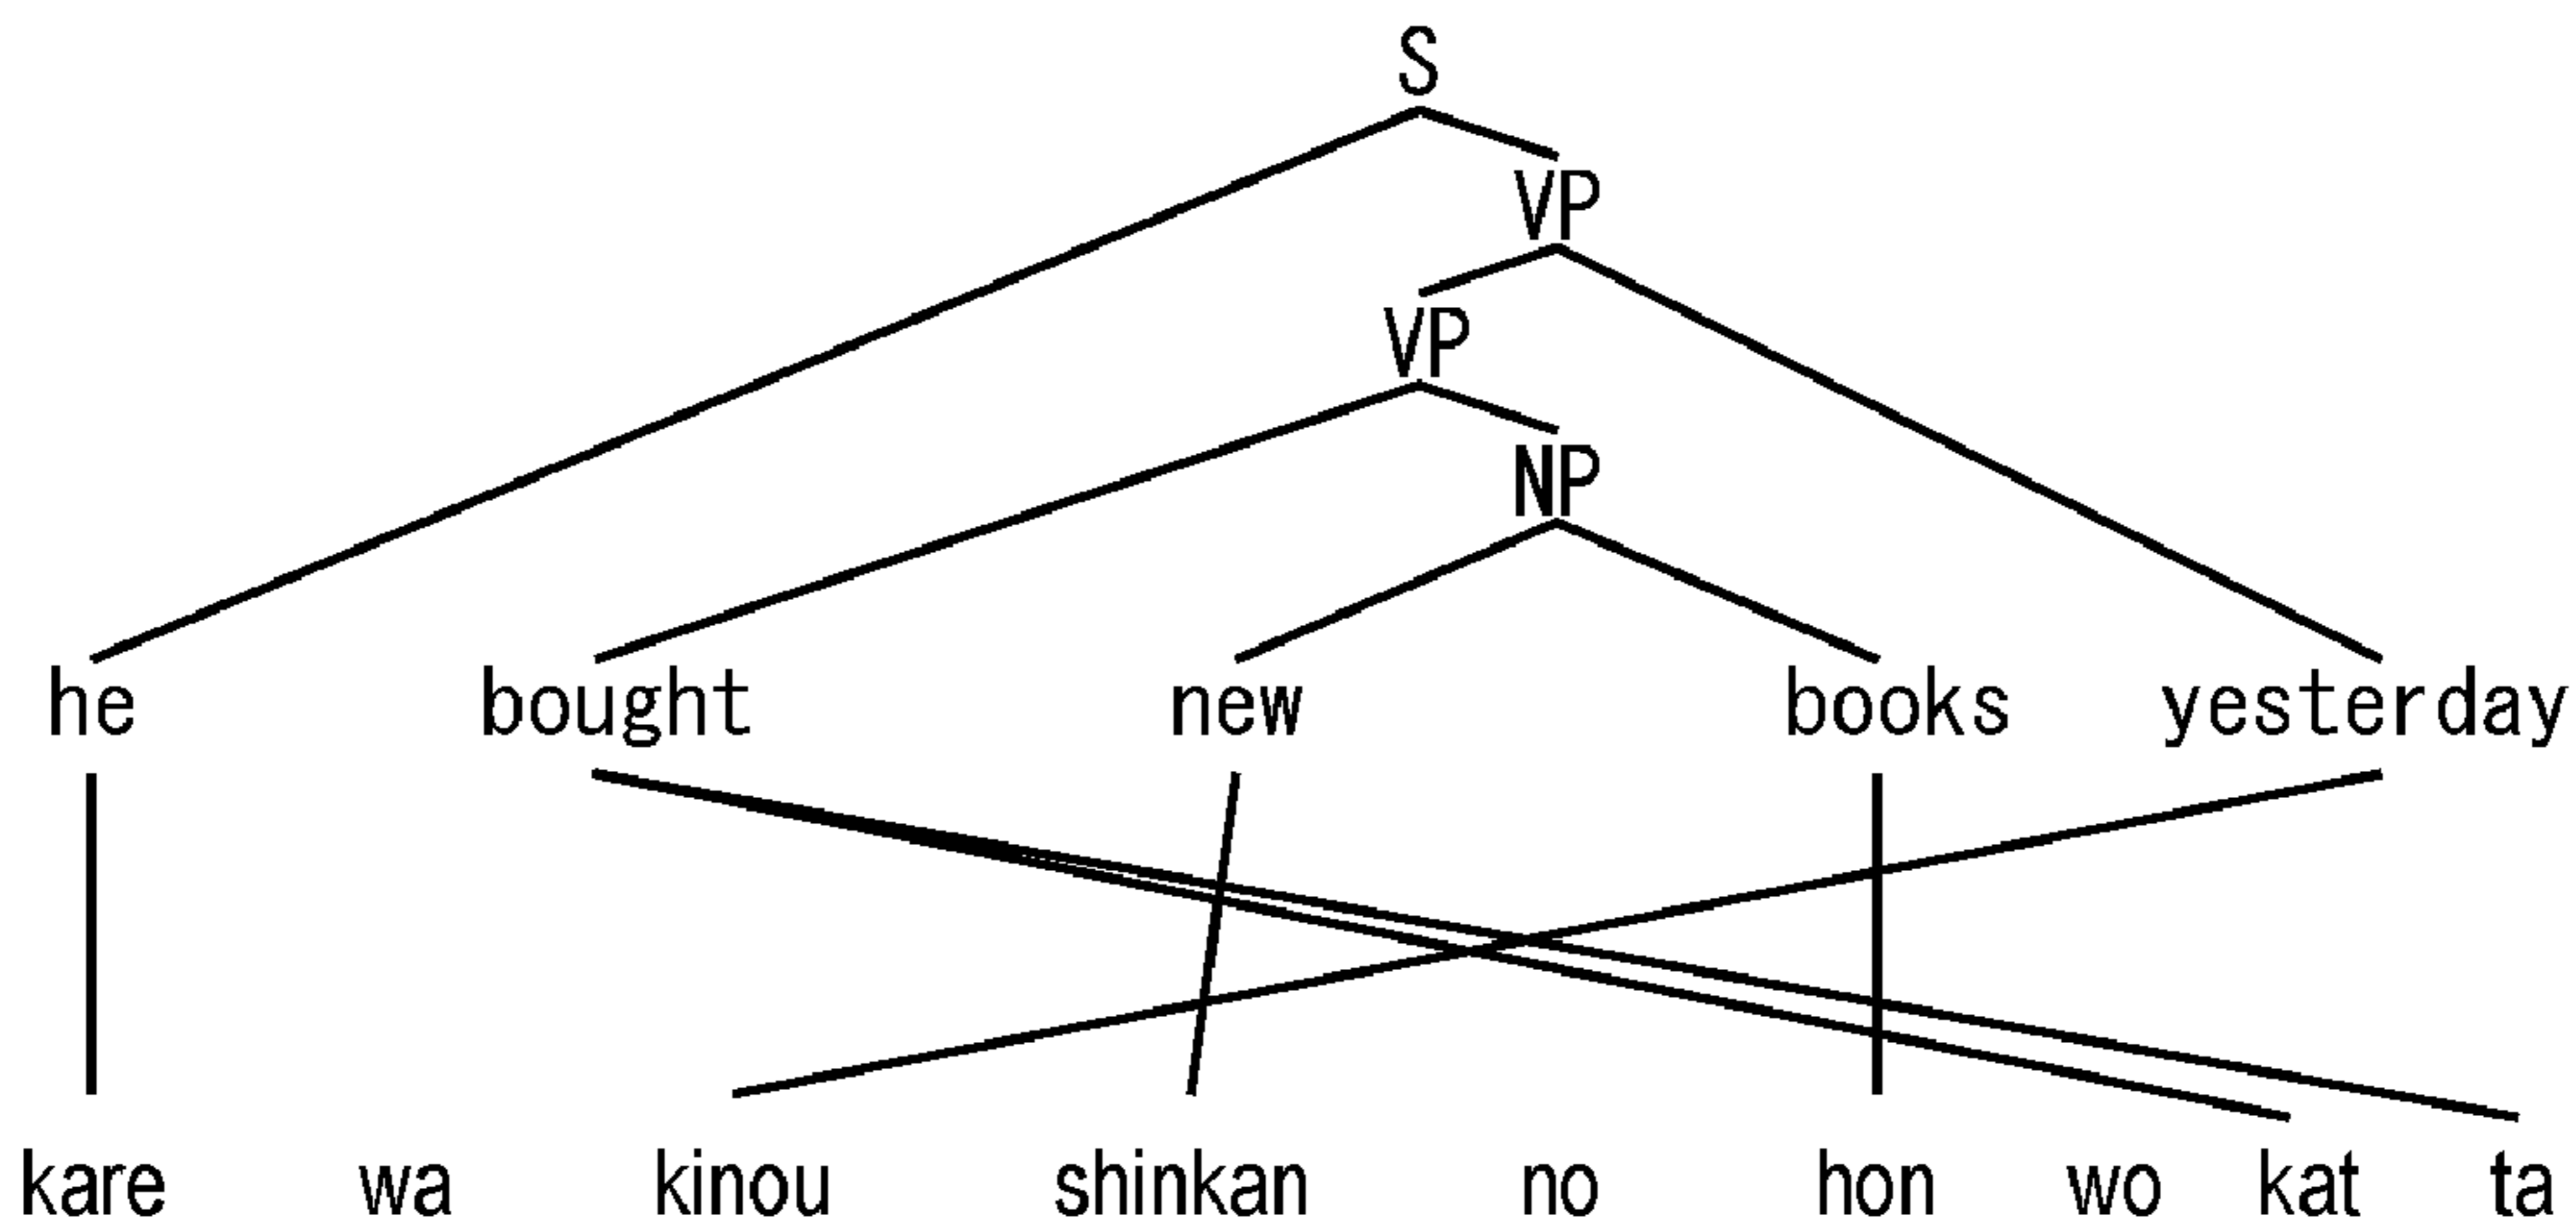 S
VP
VP
NP
he bought new books yesterday
kare wa kinou shinkan no hon wo kat ta